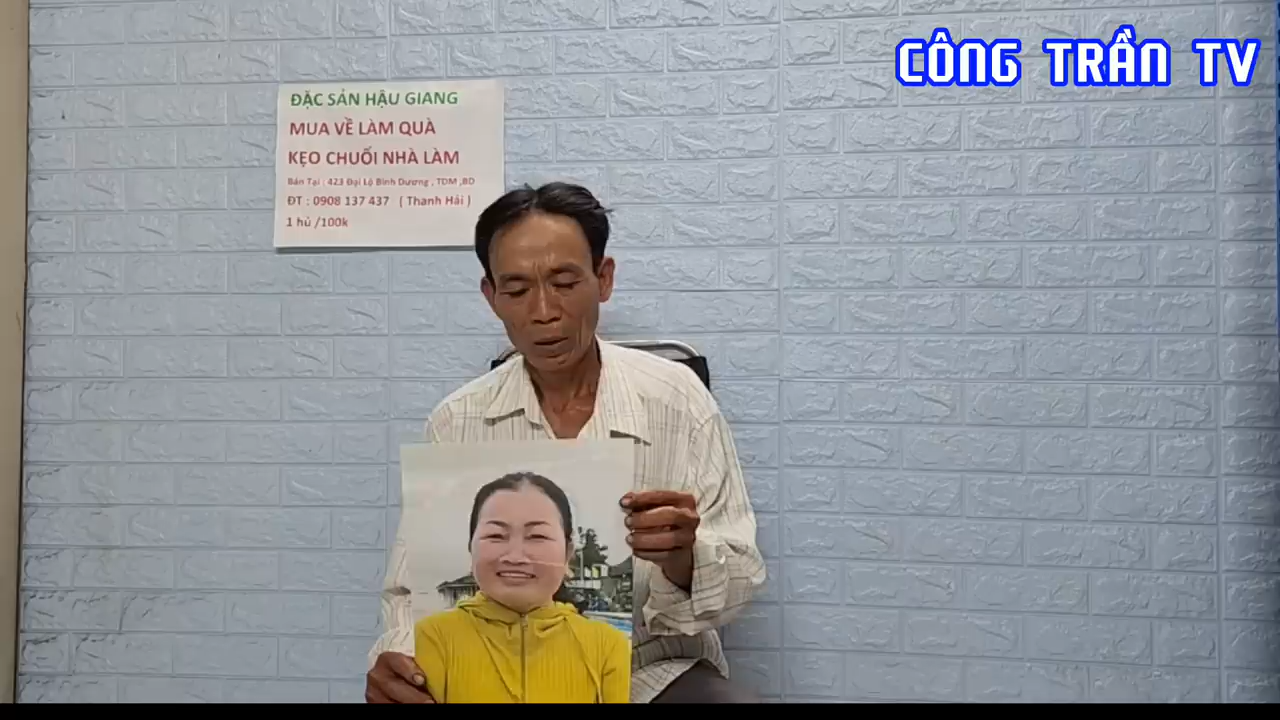 CÔNG TRẦN TV
ĐẶC SẢN HẬU GIANG
MUA VỀ LÀM QUÀ
KẸO CHUỐI NHÀ LÀM
Bán Tại : 423 Đại Lộ Bình Dương , TDM ,BD
ĐT : 0908 137 437 ( Thanh Hải )
1 hủ /100k